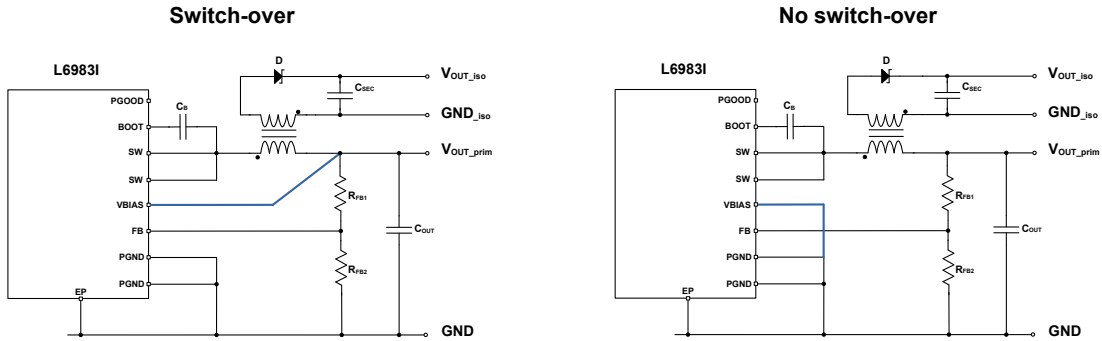 Switch-over
L6983I
PGOOD
BOOT
SW
SW
VBIAS
FB
PGND
PGND
EP
CB
D
CSEC
VOUT_iso
GND_iso
VOUT_prim
RFB1
COUT
RFB2
GND
No switch-over
L6983I
PGOOD
BOOT
SW
SW
VBIAS
FB
PGND
PGND
EP
CB
D
CSEC
VOUT_iso
GND_iso
VOUT_prim
RFB1
COUT
RFB2
GND